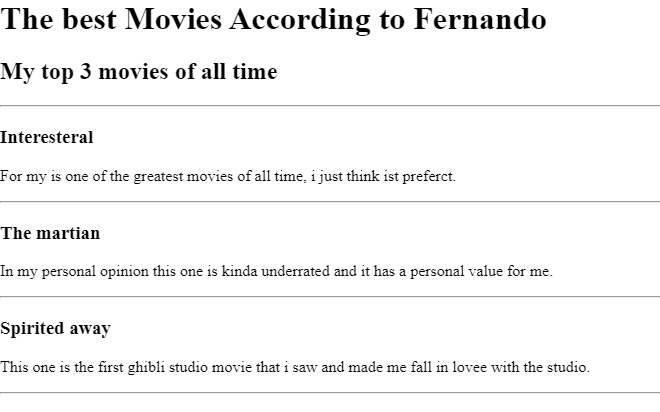 The best Movies According to Fernando
My top 3 movies of all time
Interesteral
For my is one of the greatest movies of all time, i just think ist preferct.
The martian
In my personal opinion this one is kinda underrated and it has a personal value for me.
Spirited away
This one is the first ghibli studio movie that i saw and made me fall in lovee with the studio.